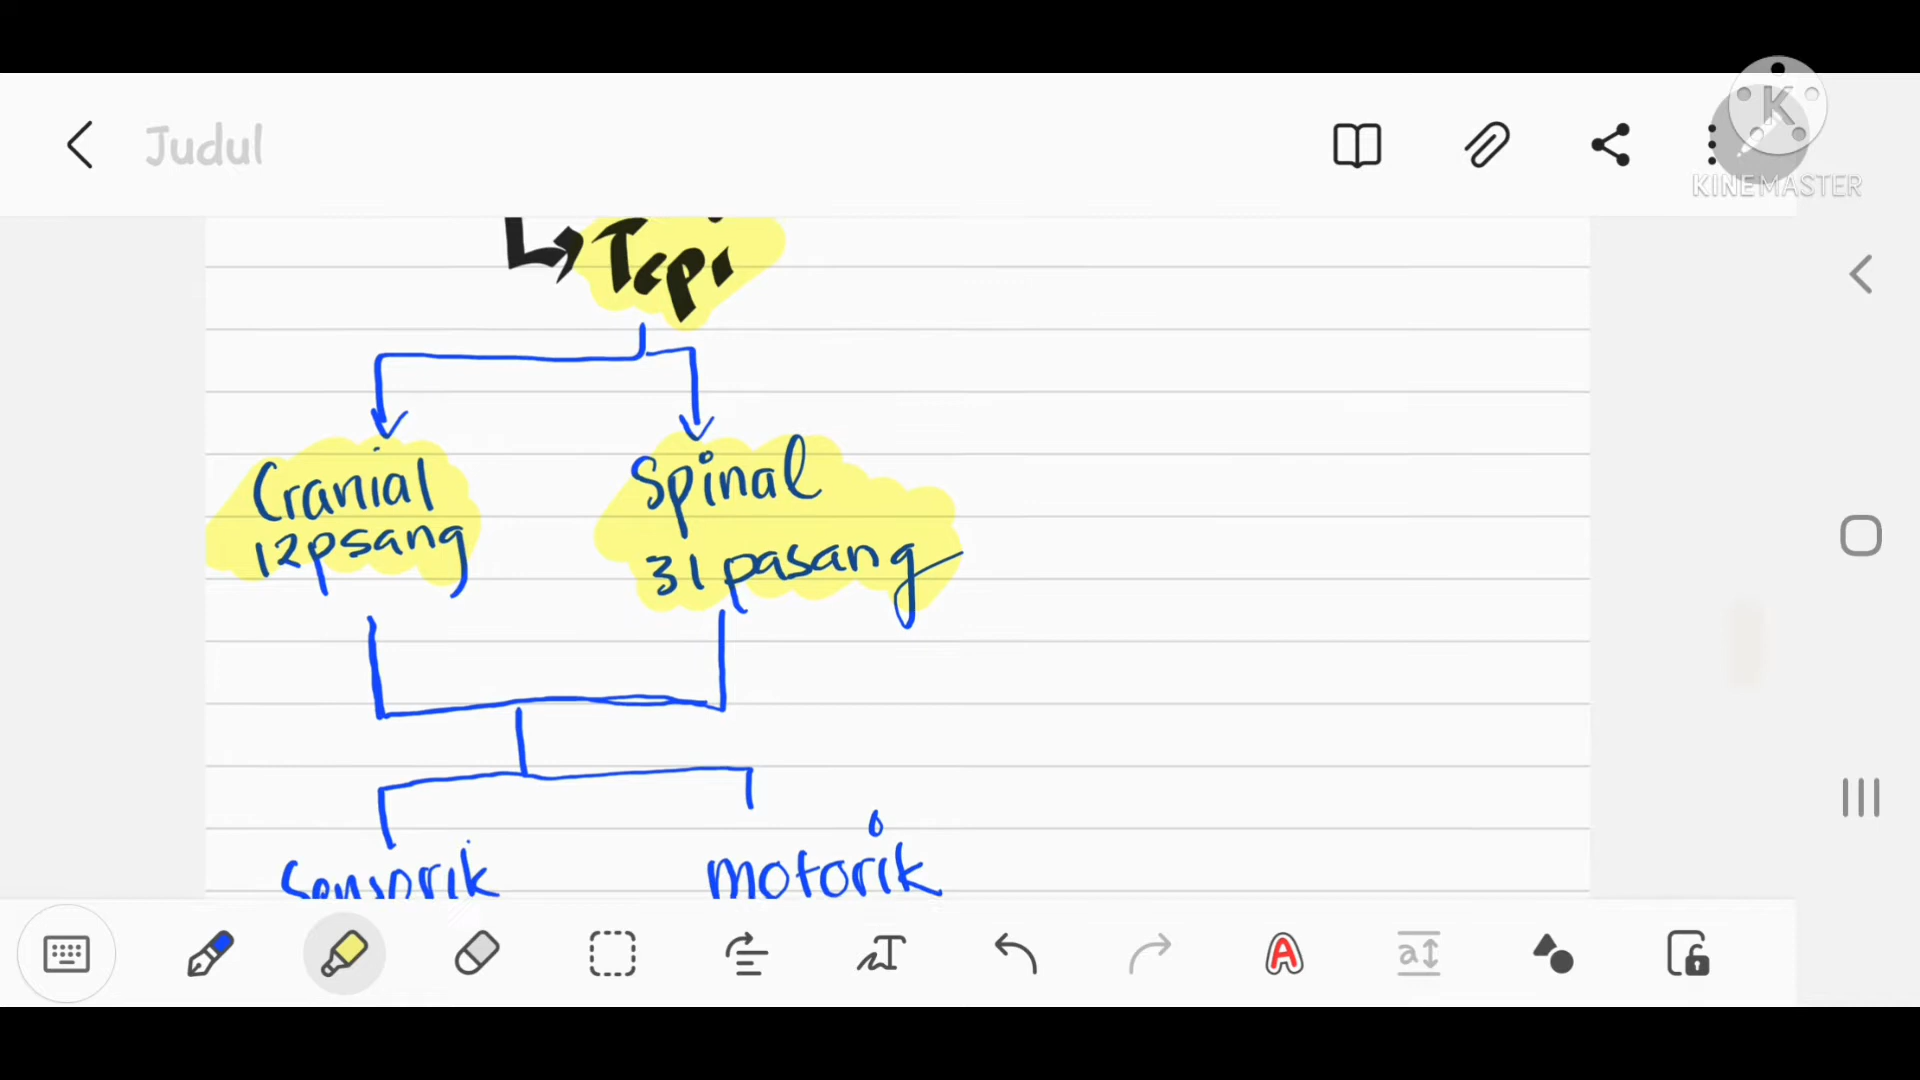 Judul
KINEMASTER
Tepi
Cranial
12 psang
Spinal
31 pasang
Sensorik
motorik